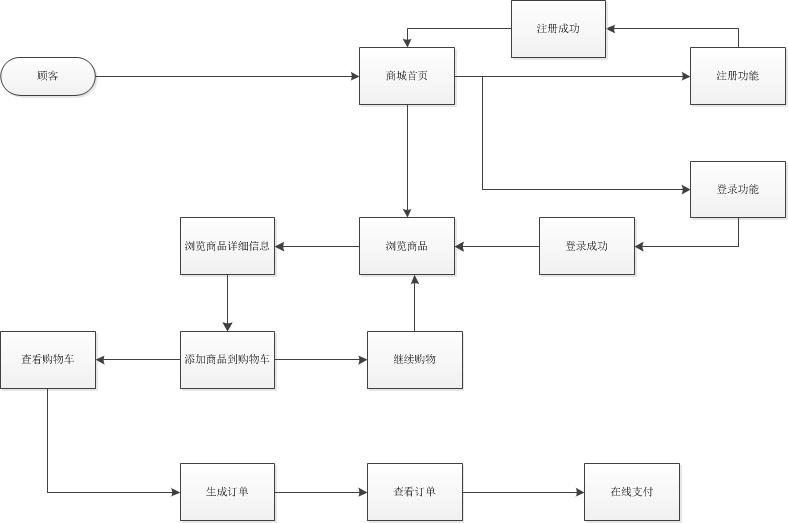 注册成功
顾客
商城首页
注册功能
登录功能
浏览商品详细信息
浏览商品
登录成功
查看购物车
添加商品到购物车
继续购物
生成订单
查看订单
在线支付